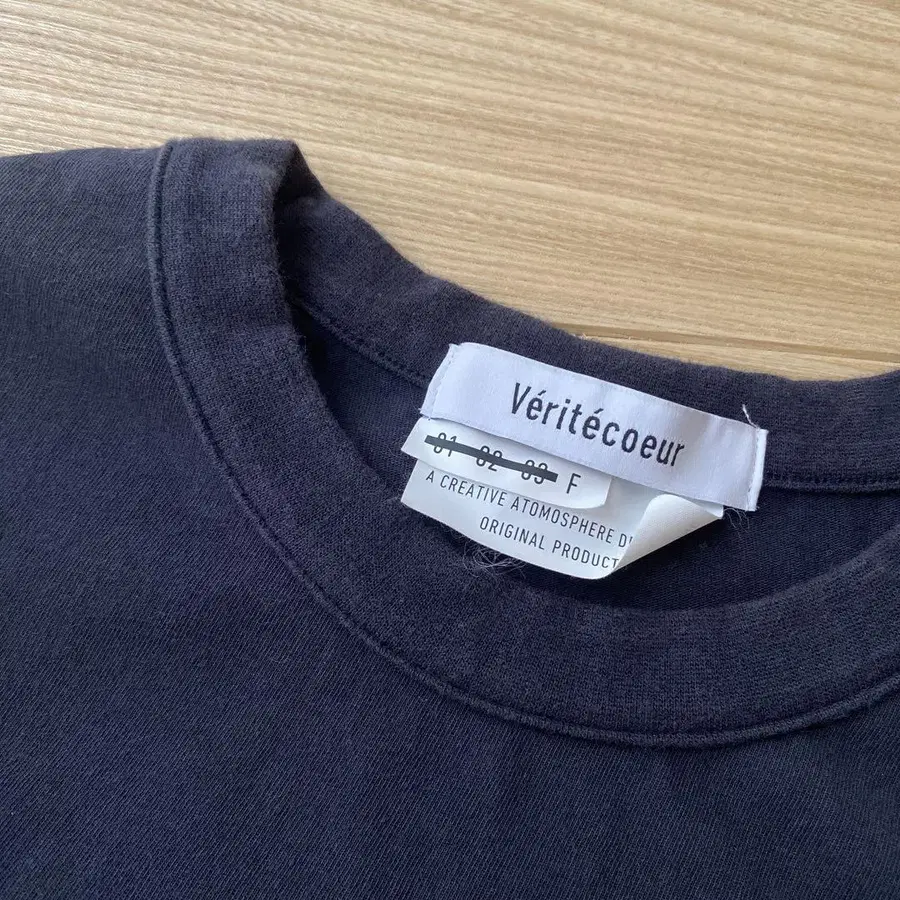 Véritécoeur
01 02 03 F
A CREATIVE ATOMOSPHERE
ORIGINAL PRODUCT